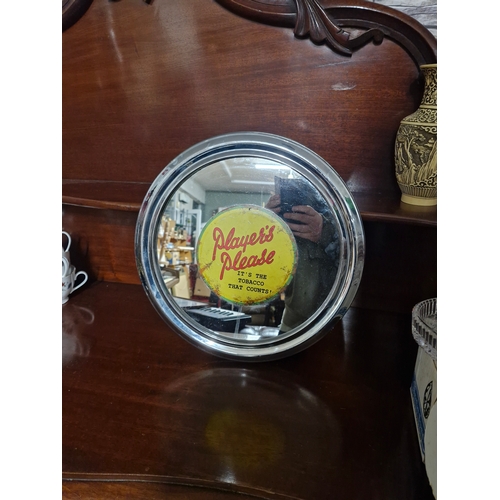 Player's
Please
IT'S THE
TOBACCO
THAT COUNTS!